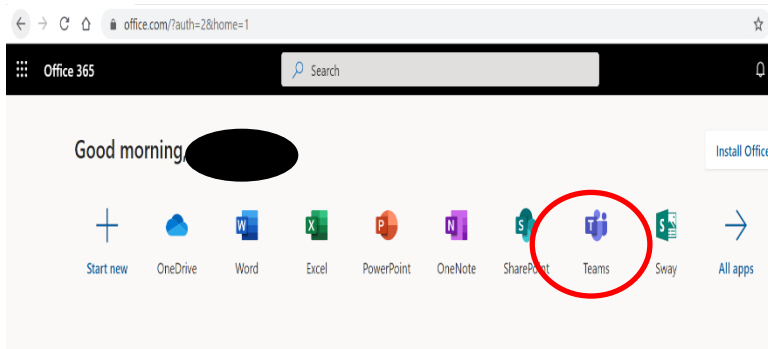 office.com/?auth=2&home=1
Office 365
Search
Good morning,
Install Office
Start new
OneDrive
Word
Excel
PowerPoint
OneNote
SharePoint
Teams
Sway
All apps